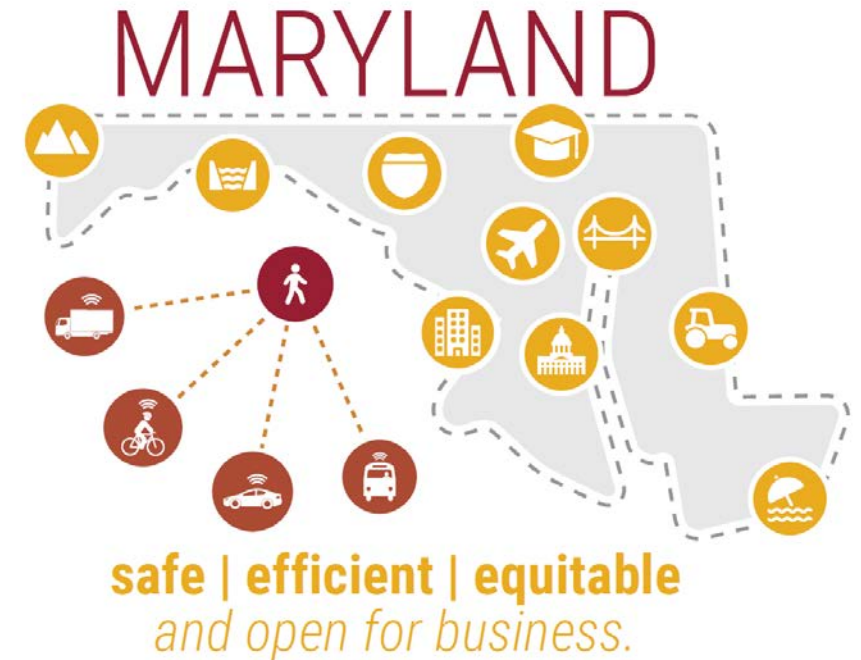 MARYLAND
safe | efficient | equitable
and open for business.